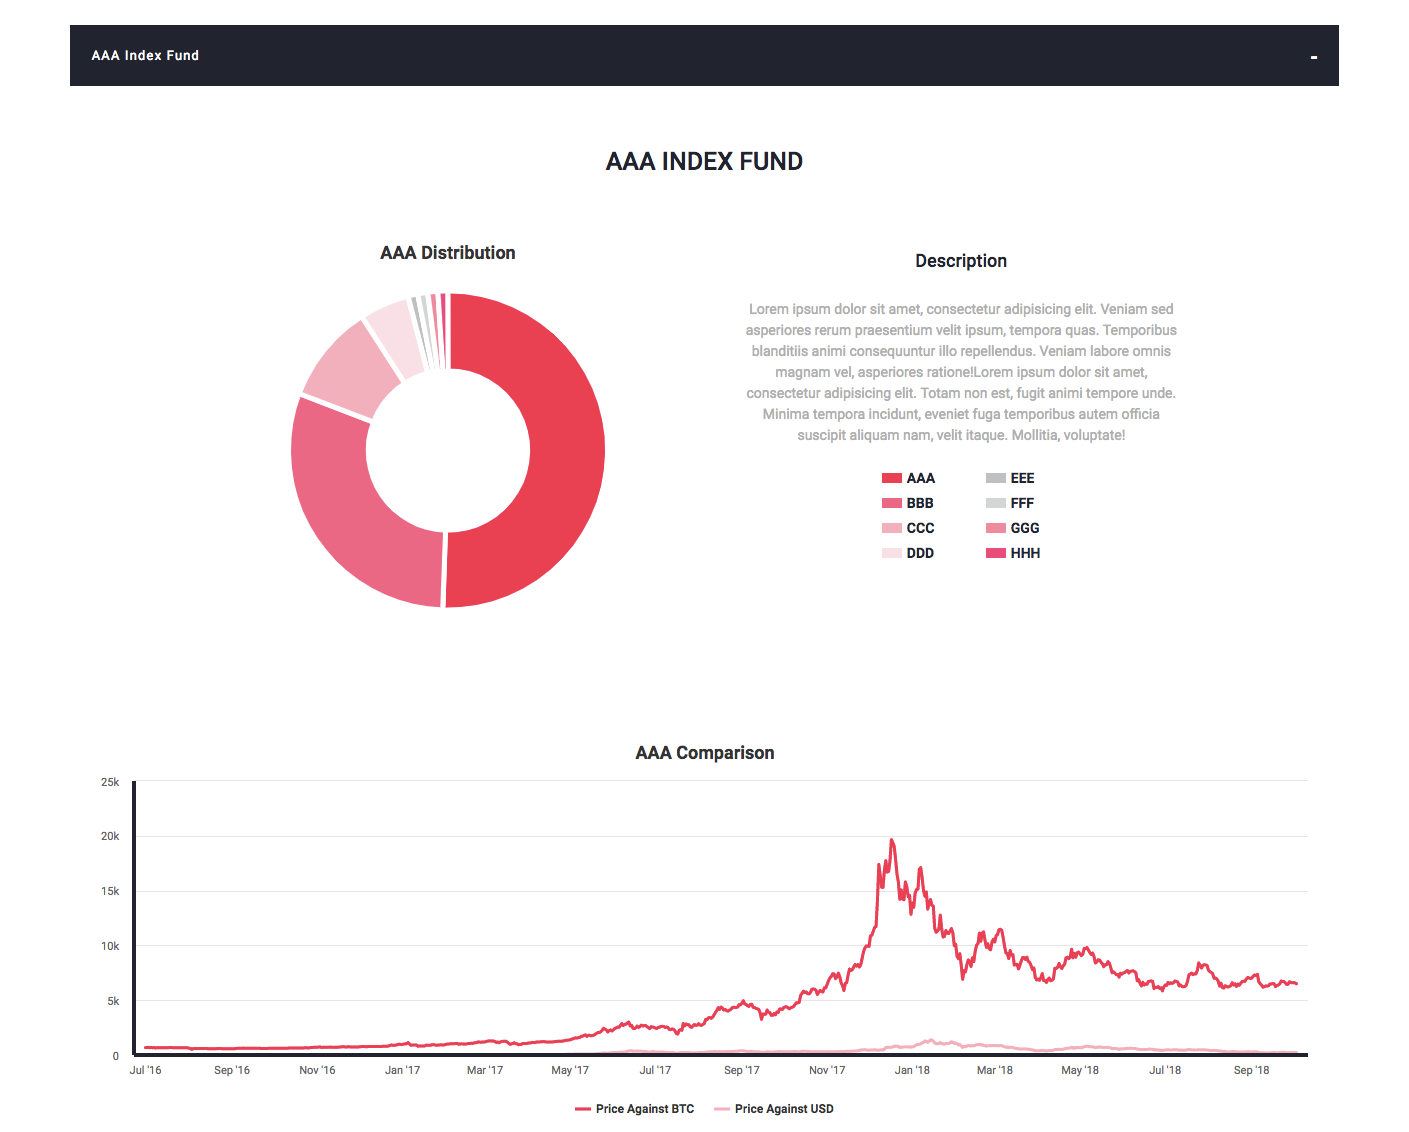 AAA Index Fund
-
AAA INDEX FUND
AAA Distribution
Description
Lorem ipsum dolor sit amet, consectetur adipisicing elit. Veniam sed
asperiores rerum praesentium velit ipsum, tempora quas. Temporibus
blanditiis animi consequuntur illo repellendus. Veniam labore omnis
magnam vel, asperiores ratione!Lorem ipsum dolor sit amet,
consectetur adipisicing elit. Totam non est, fugit animi tempore unde.
Minima tempora incidunt, eveniet fuga temporibus autem officia
suscipit aliquam nam, velit itaque. Mollitia, voluptate!
AAA EEE
BBB FFF
CCC GGG
DDD HHH
AAA Comparison
25k
20k
15k
10k
5k
0
Jul '16 Sep '16 Nov '16 Jan '17 Mar '17 May '17 Jul '17 Sep '17 Nov '17 Jan '18 Mar '18 May '18 Jul '18 Sep '18
Price Against BTC Price Against USD